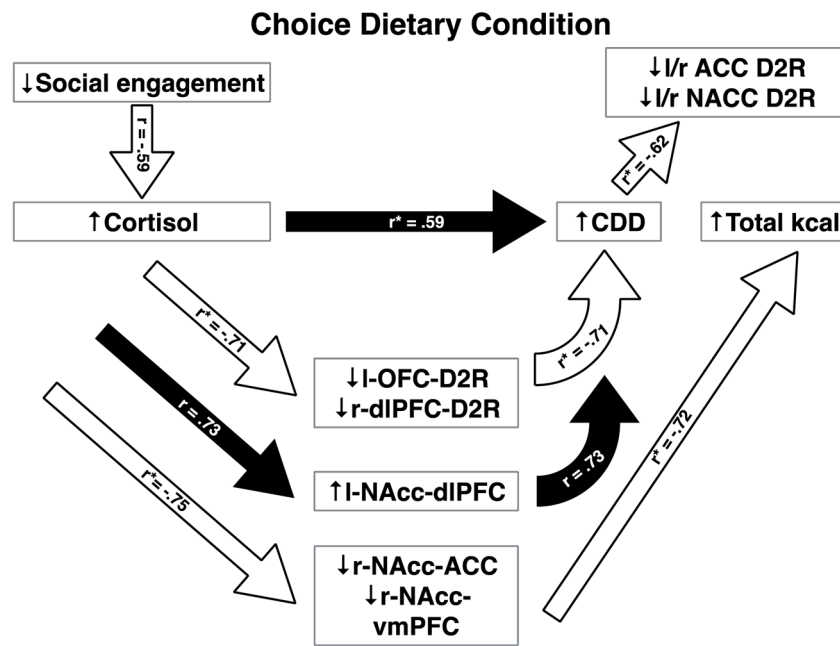 Choice Dietary Condition
↓Social engagement
↓l/r ACC D2R
↓l/r NACC D2R
r = -.59
r* = -.62
↑Cortisol
r* = .59
↑CDD
↑Total kcal
r* = -.71
↓l-OFC-D2R
↓r-dlPFC-D2R
r* = -.71
r = .73
↑l-NAcc-dlPFC
r = .73
r* = -.72
r*= -.75
↓r-NAcc-ACC
↓r-NAcc-
vmPFC